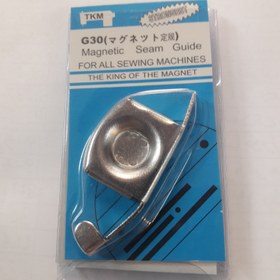 TKM
G30(マグネット定規)
Magnetic Seam Guide
FOR ALL SEWING MACHINES
THE KING OF THE MAGNET